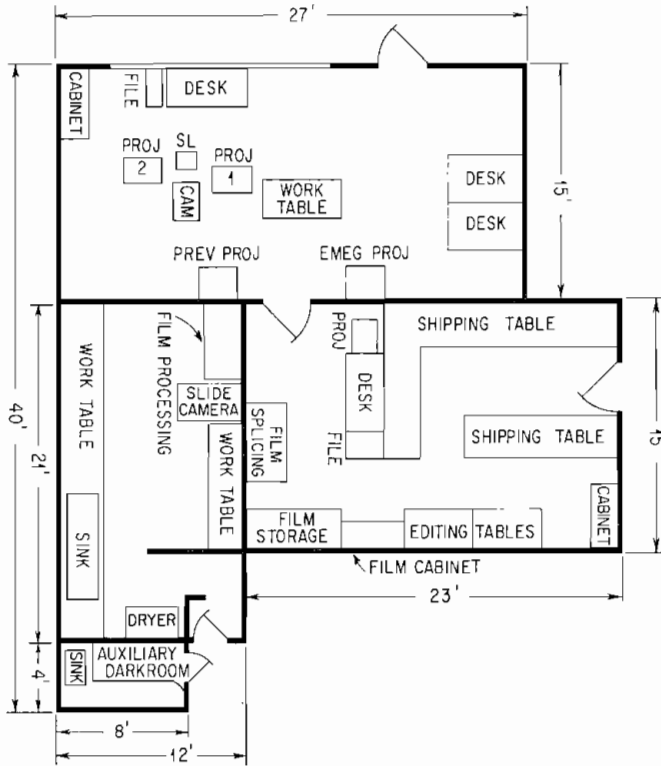 27'
CABINET
FILE
DESK
PROJ
2
SL
PROJ
1
CAM
WORK
TABLE
DESK
DESK
15'
PREV PROJ
EMEG PROJ
40'
21'
WORK TABLE
FILM PROCESSING
SLIDE
CAMERA
WORK TABLE
SINK
DRYER
FILM
SPLICING
PROJ
DESK
FILE
SHIPPING TABLE
SHIPPING TABLE
15'
FILM
STORAGE
EDITING TABLES
CABINET
FILM CABINET
23'
4'
SINK
AUXILIARY
DARKROOM
8'
12'